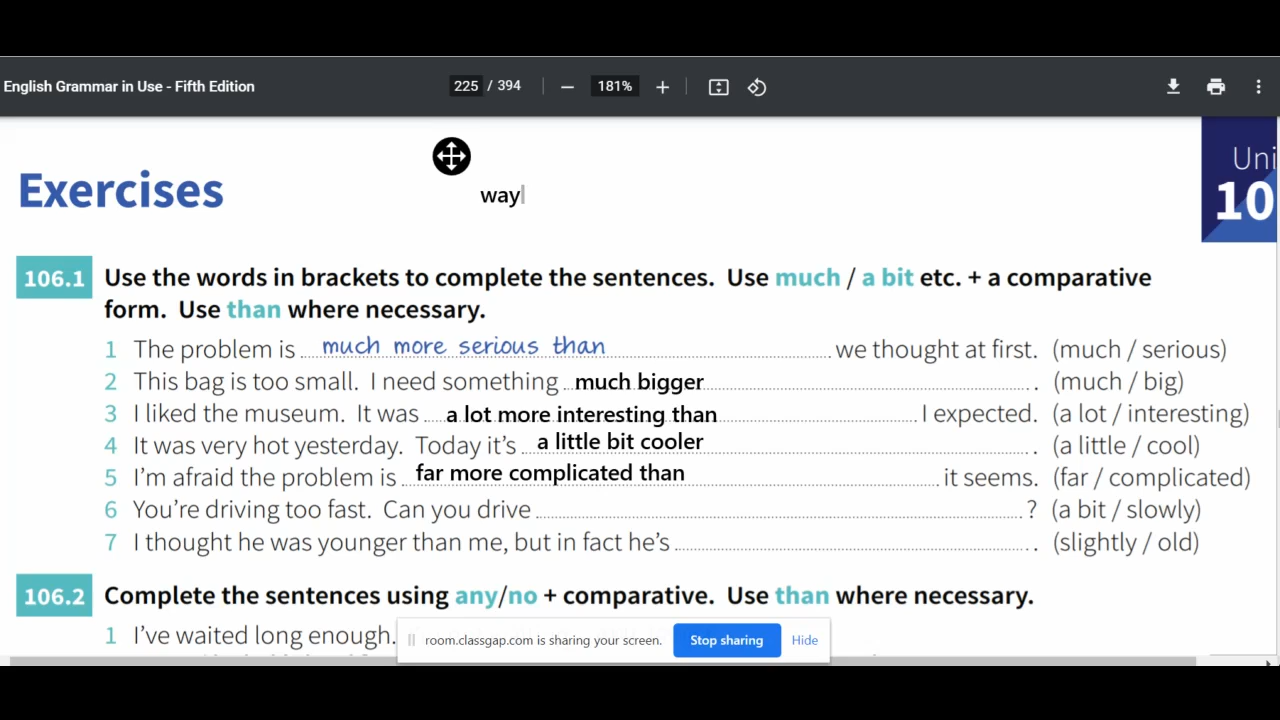 English Grammar in Use - Fifth Edition 225 / 394 181%
way
Uni
Exercises
10
106.1 Use the words in brackets to complete the sentences. Use much / a bit etc. + a comparative
form. Use than where necessary.
1 The problem is much more serious than we thought at first. (much / serious)
2 This bag is too small. I need something much bigger . (much / big)
3 I liked the museum. It was a lot more interesting than I expected. (a lot / interesting)
4 It was very hot yesterday. Today it's a little bit cooler . (a little / cool)
5 I'm afraid the problem is far more complicated than it seems. (far / complicated)
6 You're driving too fast. Can you drive ? (a bit / slowly)
7 I thought he was younger than me, but in fact he's . (slightly / old)
106.2 Complete the sentences using any/no + comparative. Use than where necessary.
1 I've waited long enough.
room.classgap.com is sharing your screen. Stop sharing Hide